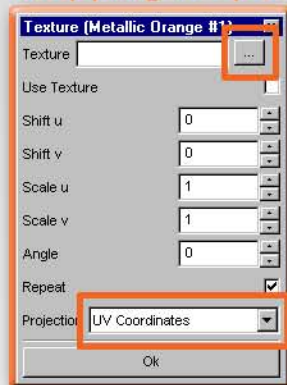 Texture (Metallic Orange #1)
Texture ...
Use Texture
Shift u 0
Shift v 0
Scale u 1
Scale v 1
Angle 0
Repeat
Projection UV Coordinates
Ok